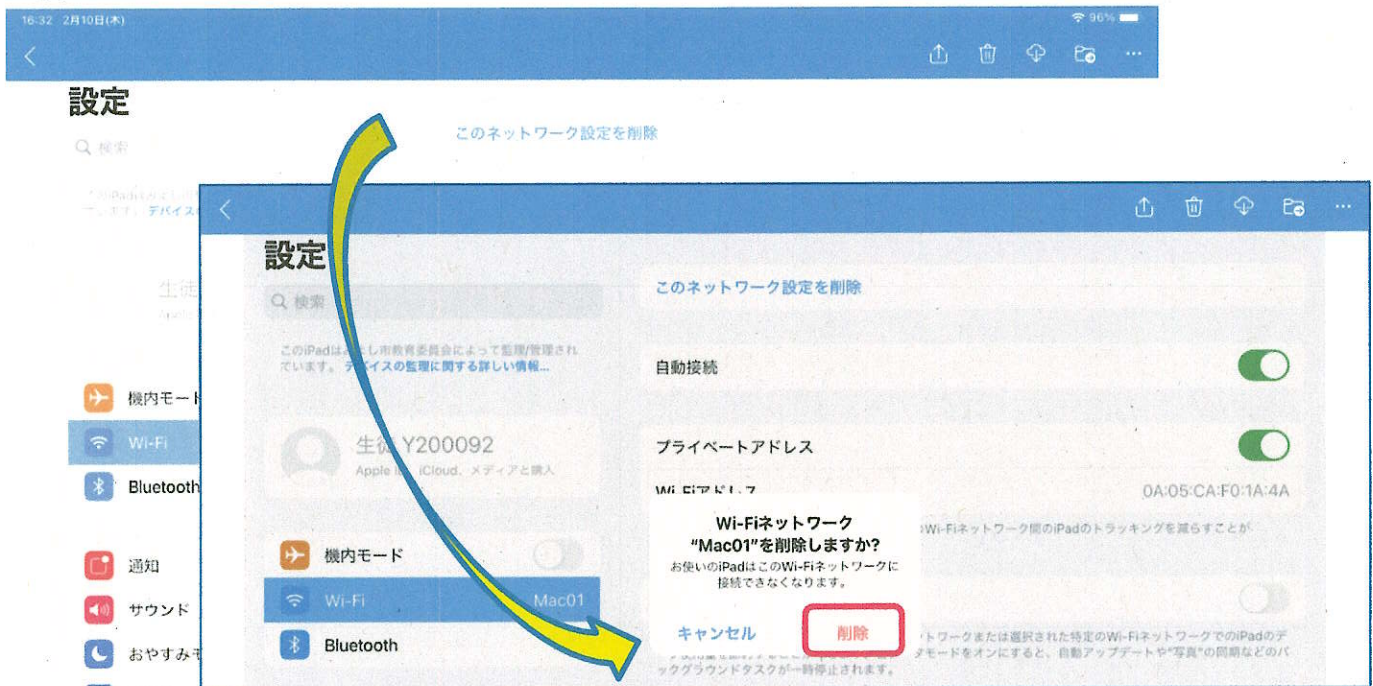 16:32 2月10日(木)
96%
設定
検索
このネットワーク設定を削除
デバイス
生徒
機内モード
Wi-Fi
Bluetooth
通知
サウンド
おやすみモ
設定
検索
このiPadは
し市教育委員会によって監理/管理され
ています。 デバイスの監理に関する詳しい情報...
生徒 Y200092
Apple ID、iCloud、メディアと購入
機内モード
Wi-Fi Mac01
Bluetooth
このネットワーク設定を削除
自動接続
プライベートアドレス
Wi-Fiアドレス 0A:05:CA:F0:1A:4A
Wi-Fiネットワーク間のiPadのトラッキングを減らすことが
Wi-Fiネットワーク
"Mac01"を削除しますか?
お使いのiPadはこのWi-Fiネットワークに
接続できなくなります。
キャンセル 削除
トワークまたは選択された特定のWi-FiネットワークでのiPadのデ
タモードをオンにすると、自動アップデートや"写真"の同期などのバ
ックグラウンドタスクが一時停止されます。